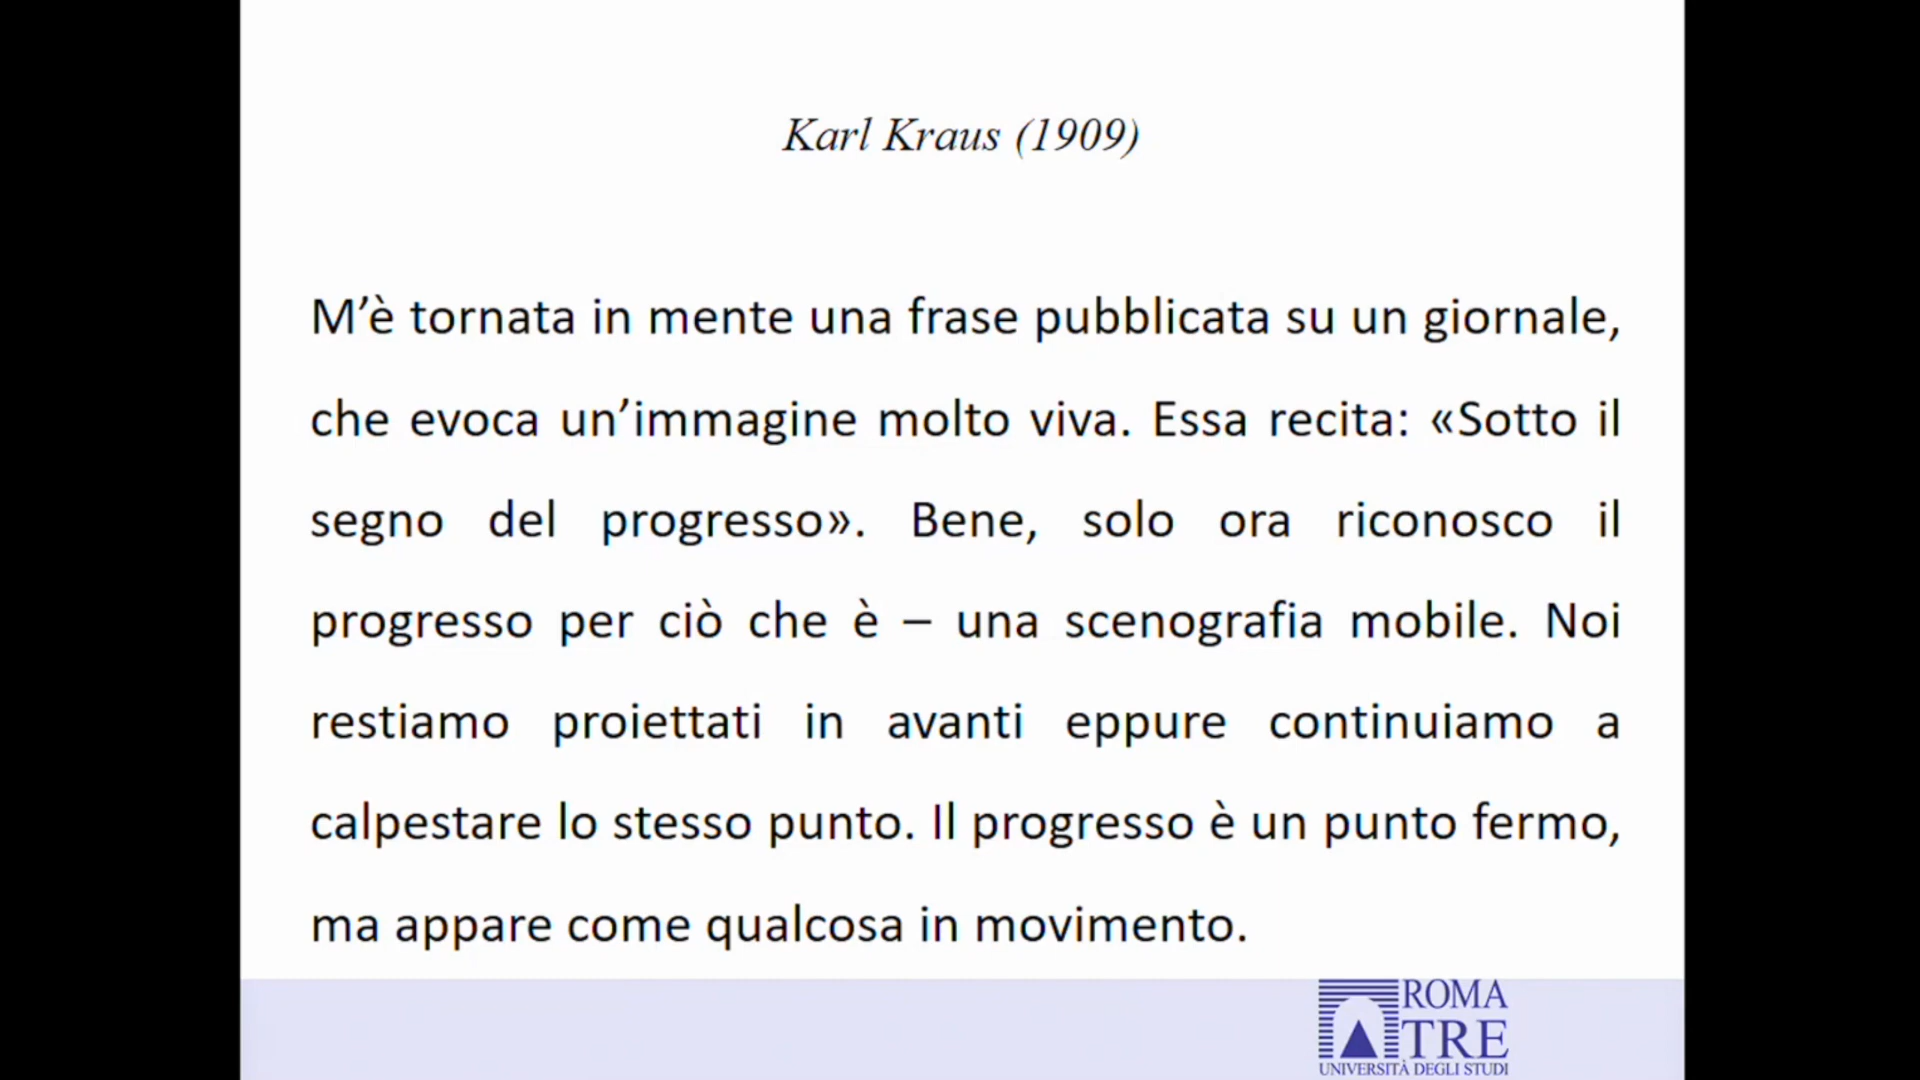 Karl Kraus (1909)
M’è tornata in mente una frase pubblicata su un giornale,
che evoca un’immagine molto viva. Essa recita: «Sotto il
segno del progresso». Bene, solo ora riconosco il
progresso per ciò che è – una scenografia mobile. Noi
restiamo proiettati in avanti eppure continuiamo a
calpestare lo stesso punto. Il progresso è un punto fermo,
ma appare come qualcosa in movimento.
ROMA
TRE
UNIVERSITÀ DEGLI STUDI